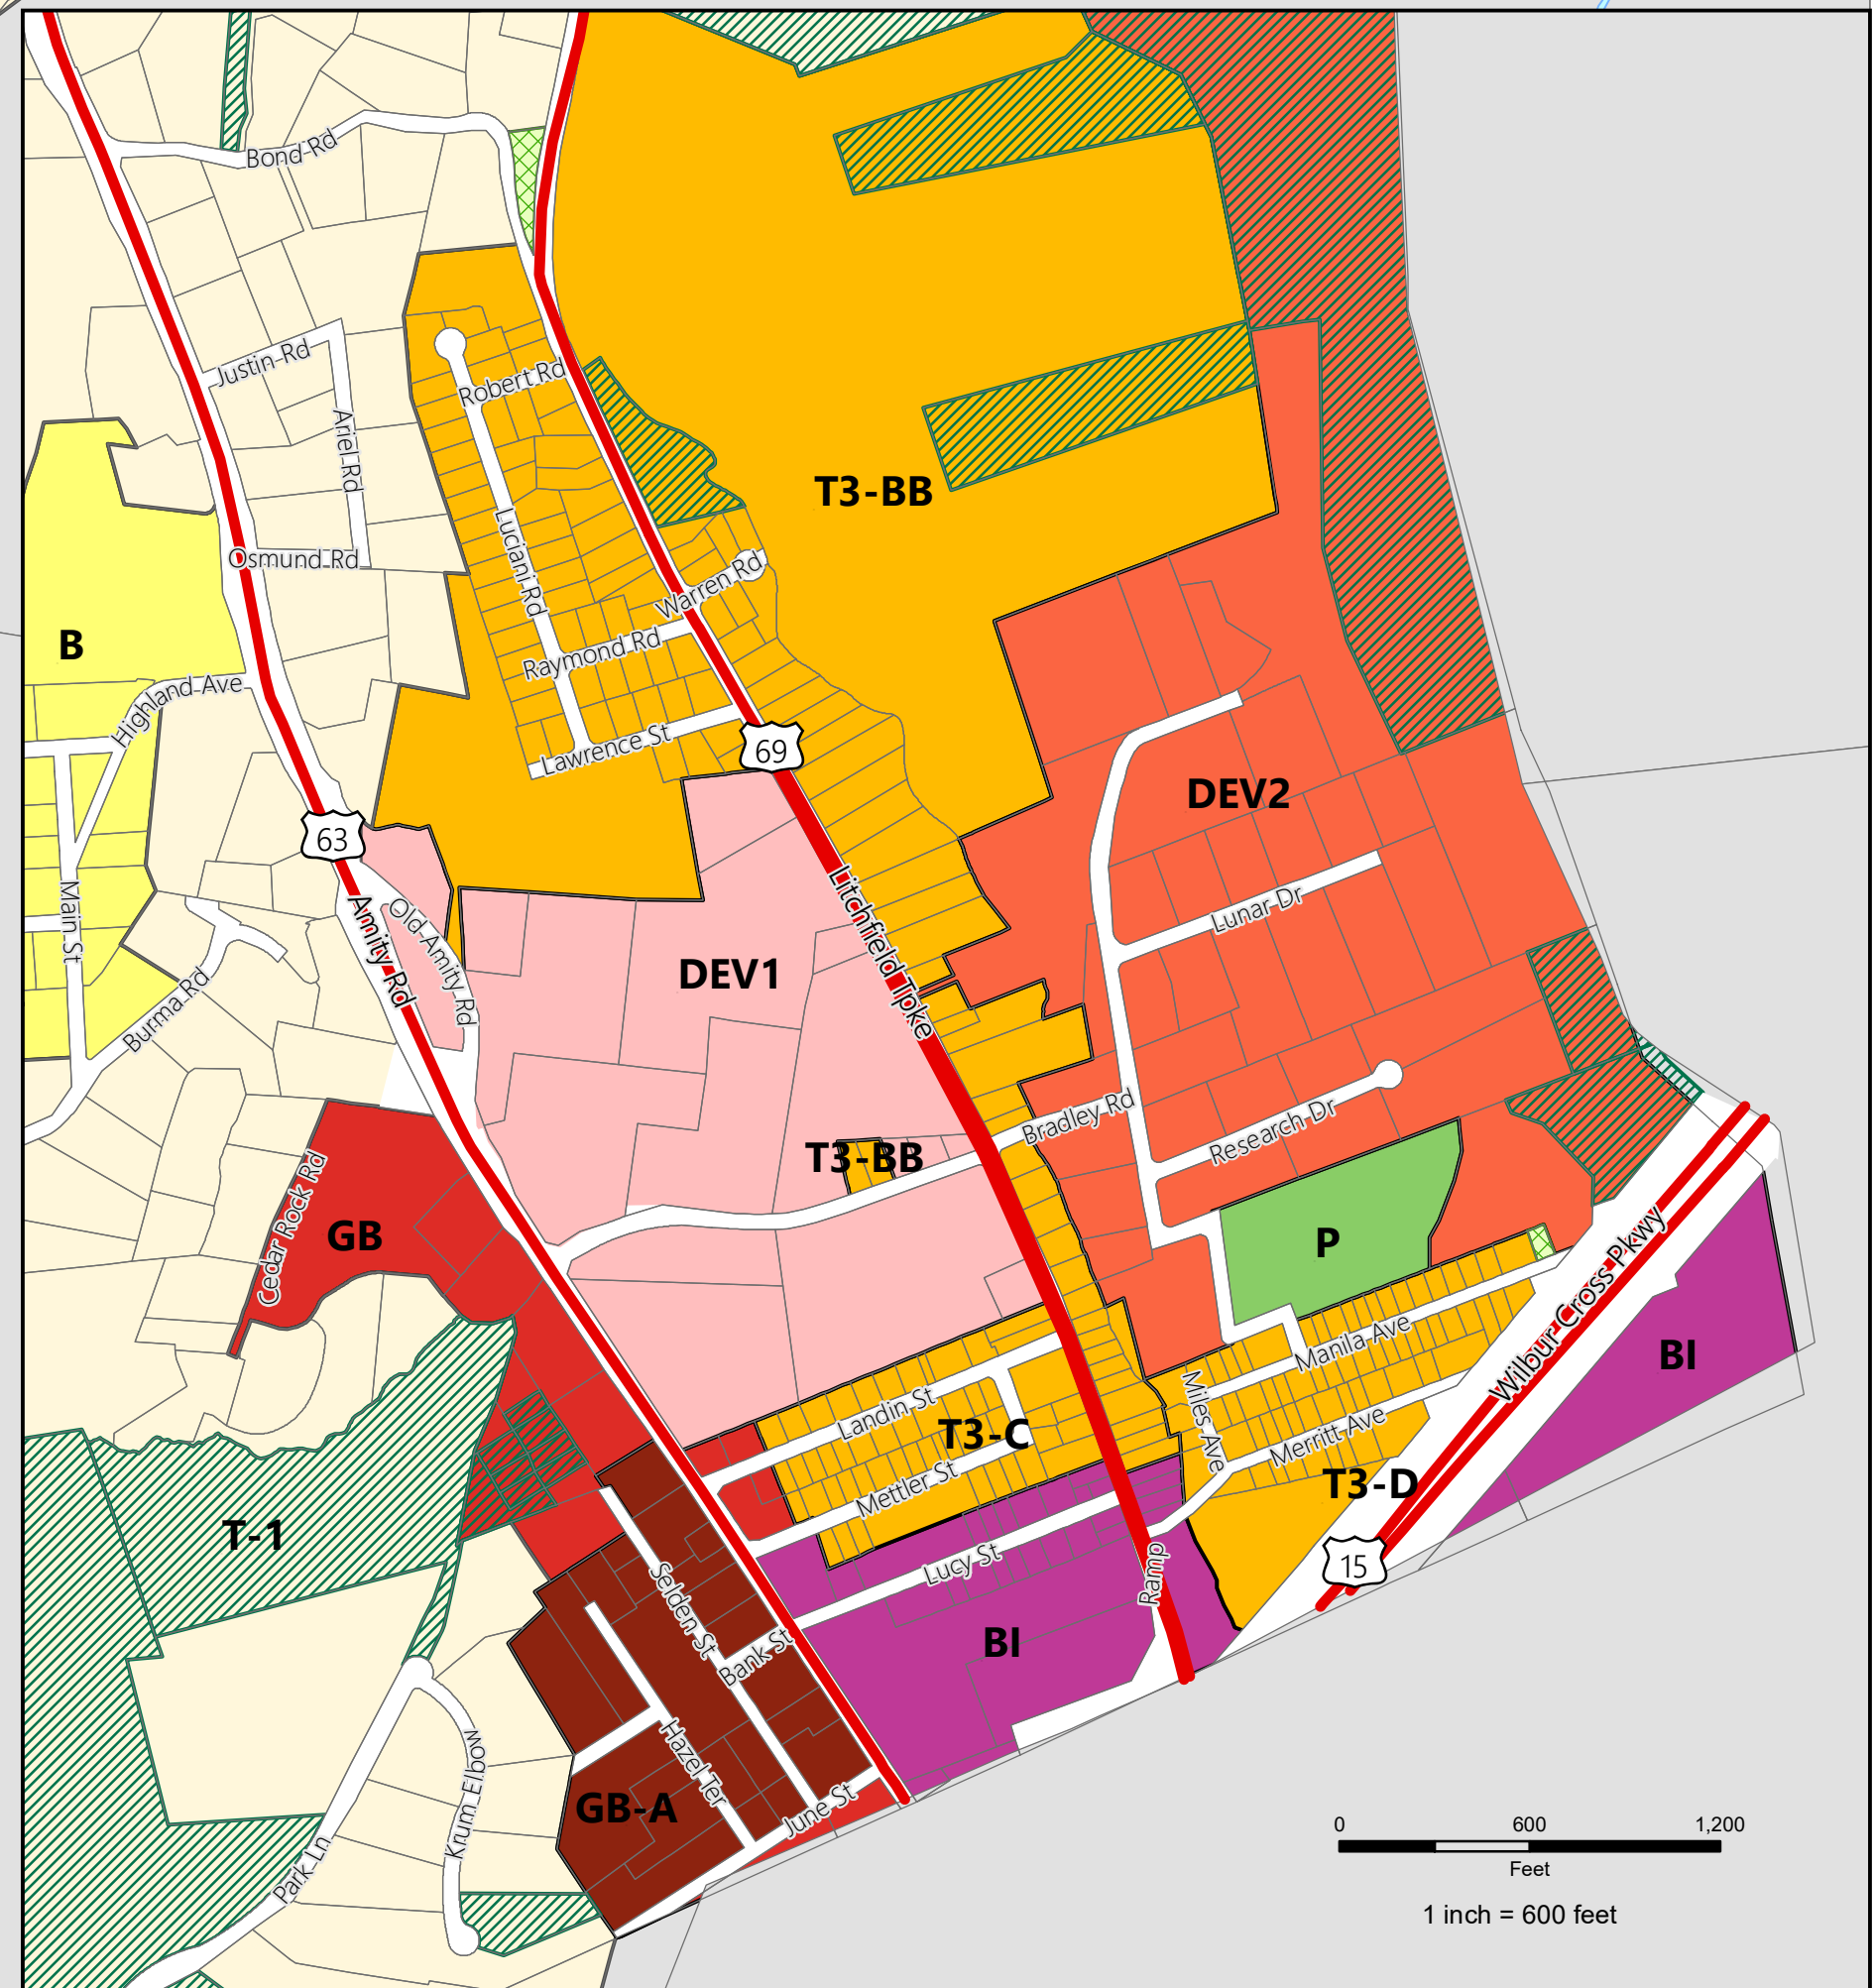 Bond Rd
Justin Rd
Robert Rd
Ariel Rd
T3-BB
Luciani Rd
Osmund Rd
Warren Rd
B
Raymond Rd
Highland Ave
Lawrence St
69
DEV2
63
Litchfield Tpke
Main St
Amity Rd
Old Amity Rd
Lunar Dr
DEV1
Burma Rd
Bradley Rd
Research Dr
T3-BB
Cedar Rock Rd
GB
P
Wilbur Cross Pkwy
Manila Ave
BI
Landin St
Miles Ave
T3-C
Merritt Ave
Mettler St
T3-D
T-1
Lucy St
Ramp
15
Selden St
Bank St
BI
Hazel Ter
Krum Elbow
GB-A
June St
Park Ln
0 600 1,200
Feet
1 inch = 600 feet